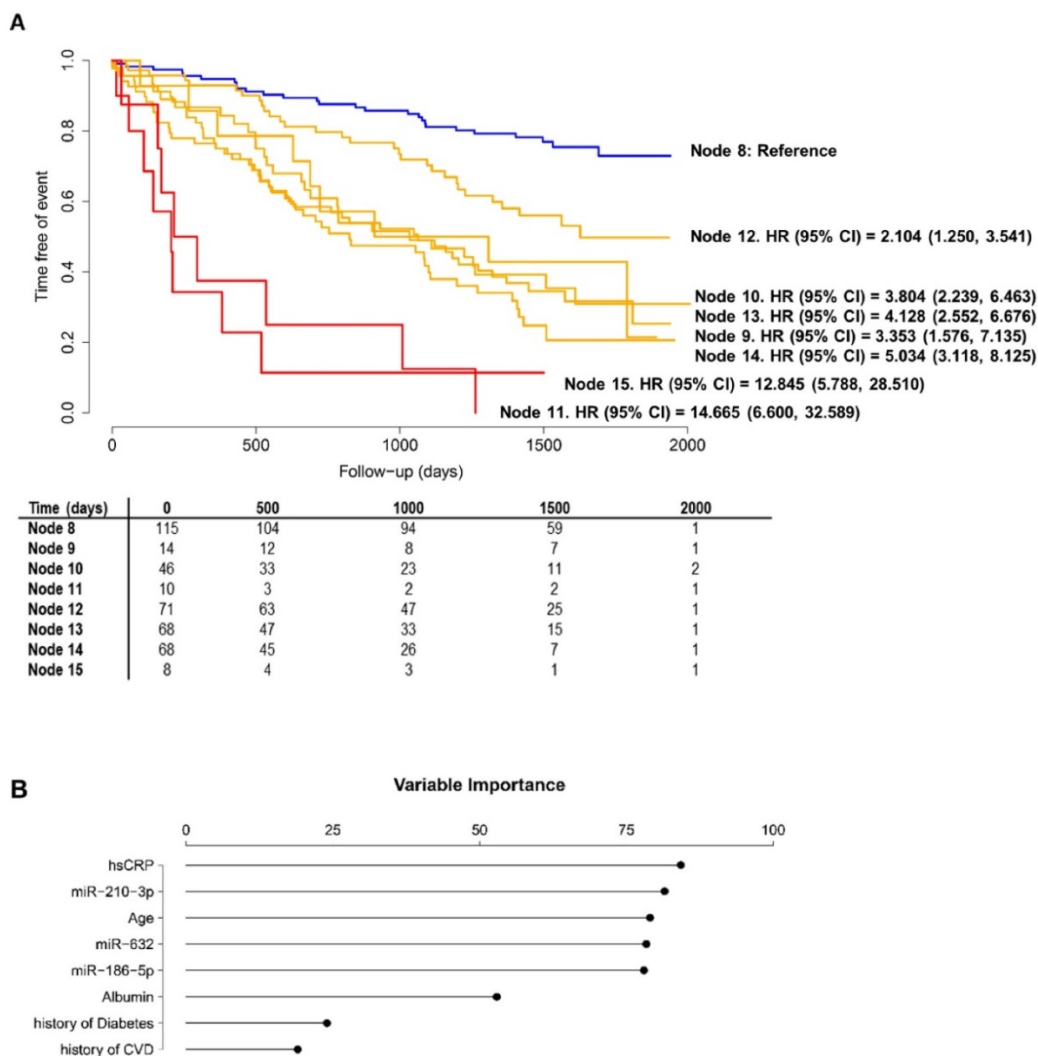 A
1.0
0.8
0.6
0.4
0.2
0.0
Time free of event
Node 8: Reference
Node 12. HR (95% CI) = 2.104 (1.250, 3.541)
Node 10. HR (95% CI) = 3.804 (2.239, 6.463)
Node 13. HR (95% CI) = 4.128 (2.552, 6.676)
Node 9. HR (95% CI) = 3.353 (1.576, 7.135)
Node 14. HR (95% CI) = 5.034 (3.118, 8.125)
Node 15. HR (95% CI) = 12.845 (5.788, 28.510)
Node 11. HR (95% CI) = 14.665 (6.600, 32.589)
0 500 1000 1500 2000
Follow-up (days)
Time (days) 0 500 1000 1500 2000
Node 8 115 104 94 59 1
Node 9 14 12 8 7 1
Node 10 46 33 23 11 2
Node 11 10 3 2 2 1
Node 12 71 63 47 25 1
Node 13 68 47 33 15 1
Node 14 68 45 26 7 1
Node 15 8 4 3 1 1
B
Variable Importance
0 25 50 75 100
hsCRP
miR-210-3p
Age
miR-632
miR-186-5p
Albumin
history of Diabetes
history of CVD